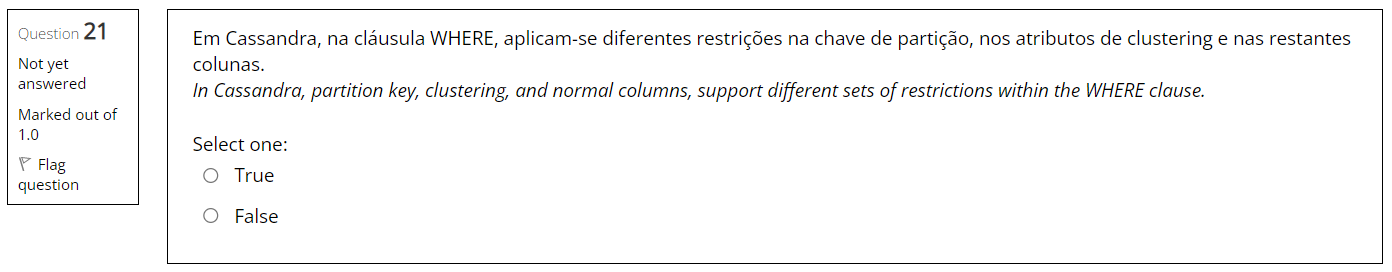 Question 21
Not yet
answered
Marked out of
1.0
Flag
question
Em Cassandra, na cláusula WHERE, aplicam-se diferentes restrições na chave de partição, nos atributos de clustering e nas restantes
colunas.
In Cassandra, partition key, clustering, and normal columns, support different sets of restrictions within the WHERE clause.
Select one:
True
False